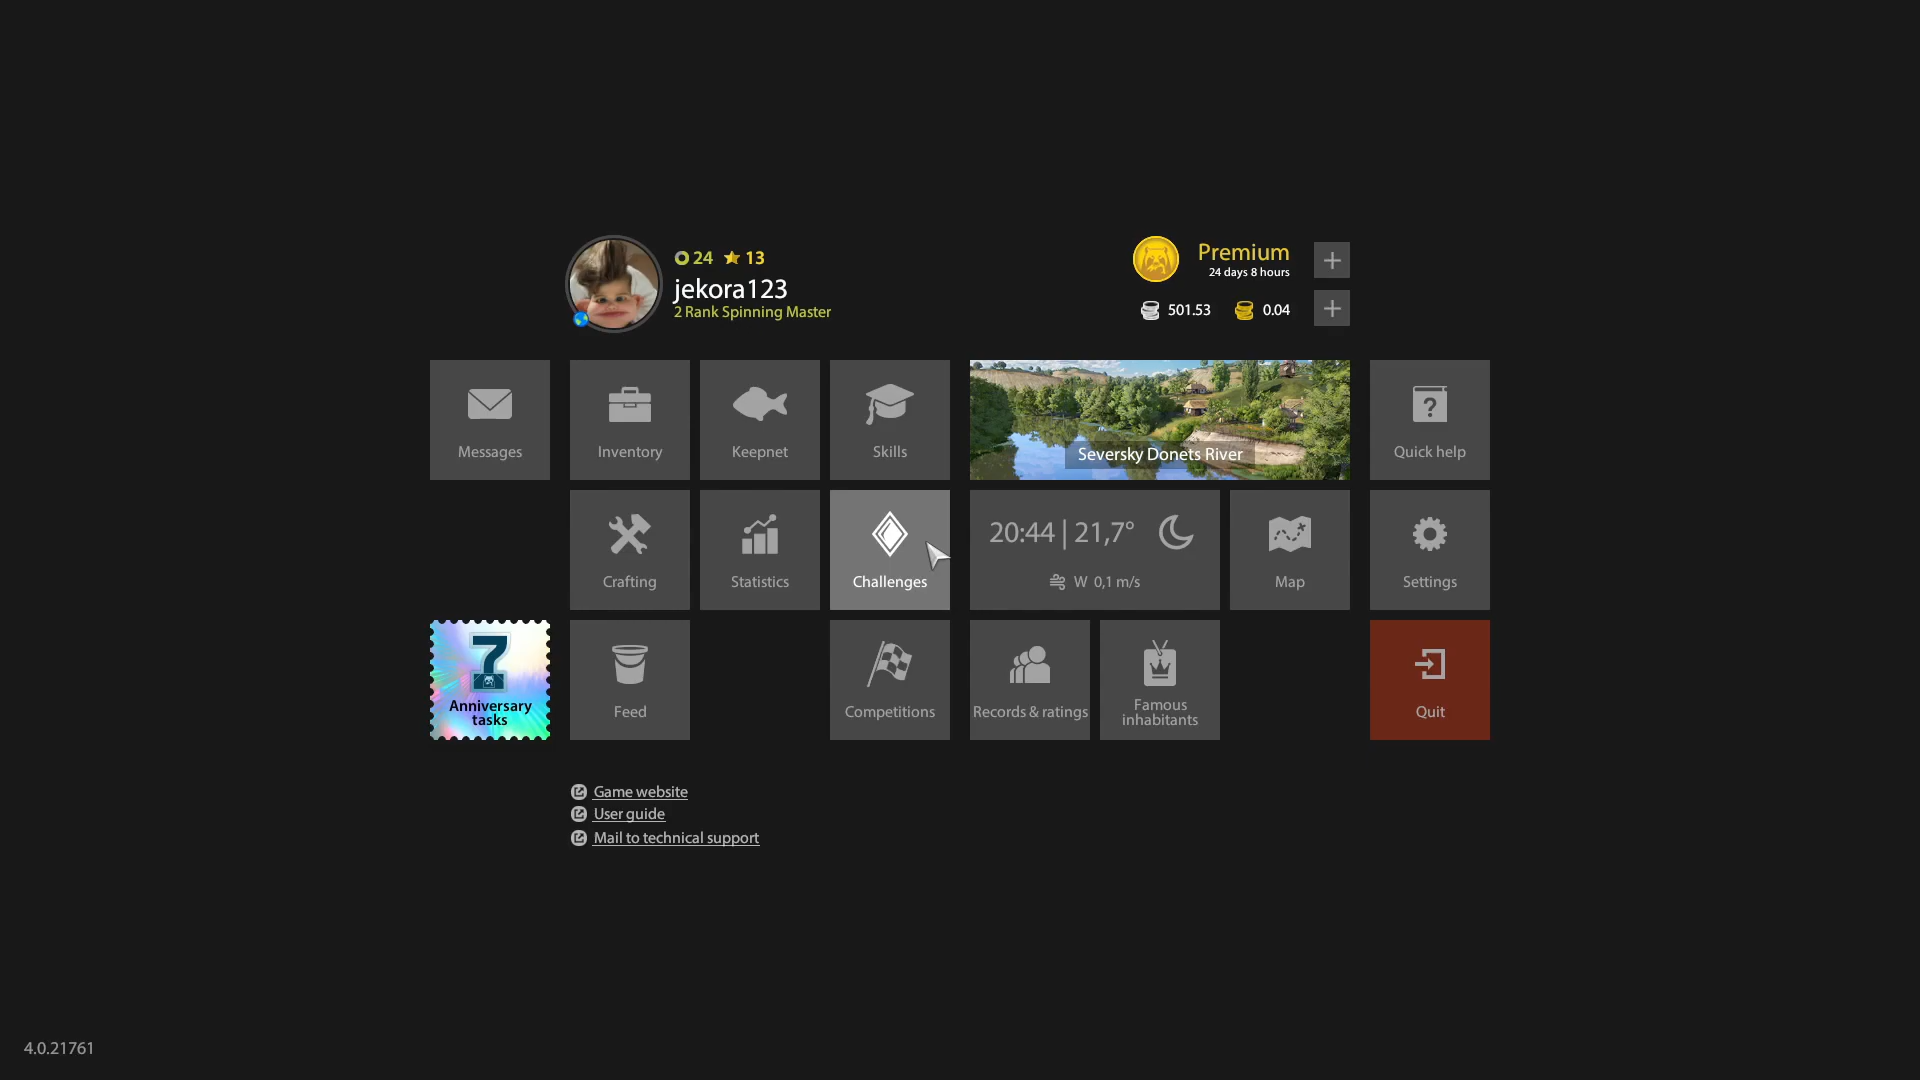 24 13
jekora123
2 Rank Spinning Master
Premium
24 days 8 hours
501.53 0.04
Messages
Inventory
Keepnet
Skills
Seversky Donets River
Quick help
Crafting
Statistics
Challenges
20:44 | 21,7°
W 0,1 m/s
Map
Settings
7
Anniversary
tasks
Feed
Competitions
Records & ratings
Famous
inhabitants
Quit
Game website
User guide
Mail to technical support
4.0.21761